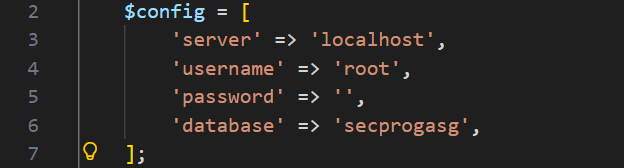 2 $config = [
3 'server' => 'localhost',
4 'username' => 'root',
5 'password' => '',
6 'database' => 'secprogasg',
7 ];